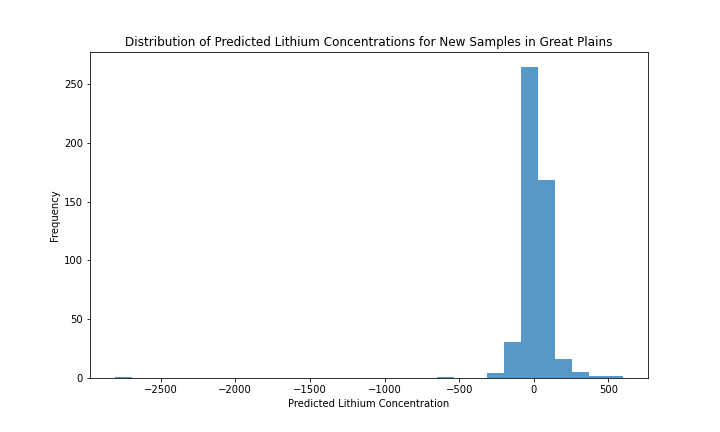 Distribution of Predicted Lithium Concentrations for New Samples in Great Plains
250
200
150
100
50
0
Frequency
−2500 −2000 −1500 −1000 −500 0 500
Predicted Lithium Concentration